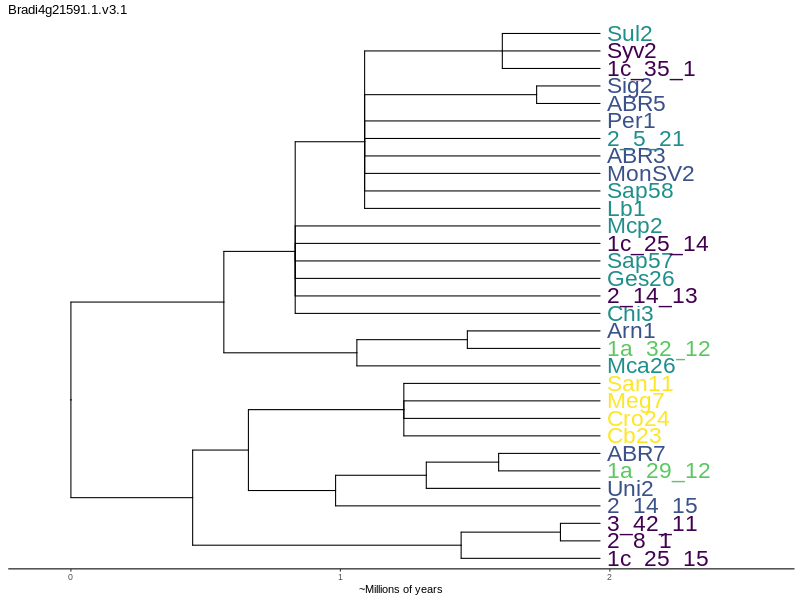 Bradi4g21591.1.v3.1
Sul2
Syv2
1c_35_1
Sig2
ABR5
Per1
2_5_21
ABR3
MonSV2
Sap58
Lb1
Mcp2
1c_25_14
Sap57
Ges26
2_14_13
Chi3
Arn1
1a_32_12
Mca26
San11
Meg7
Cro24
Cb23
ABR7
1a_29_12
Uni2
2_14_15
3_42_11
2_8_1
1c_25_15
0 1 2
~Millions of years